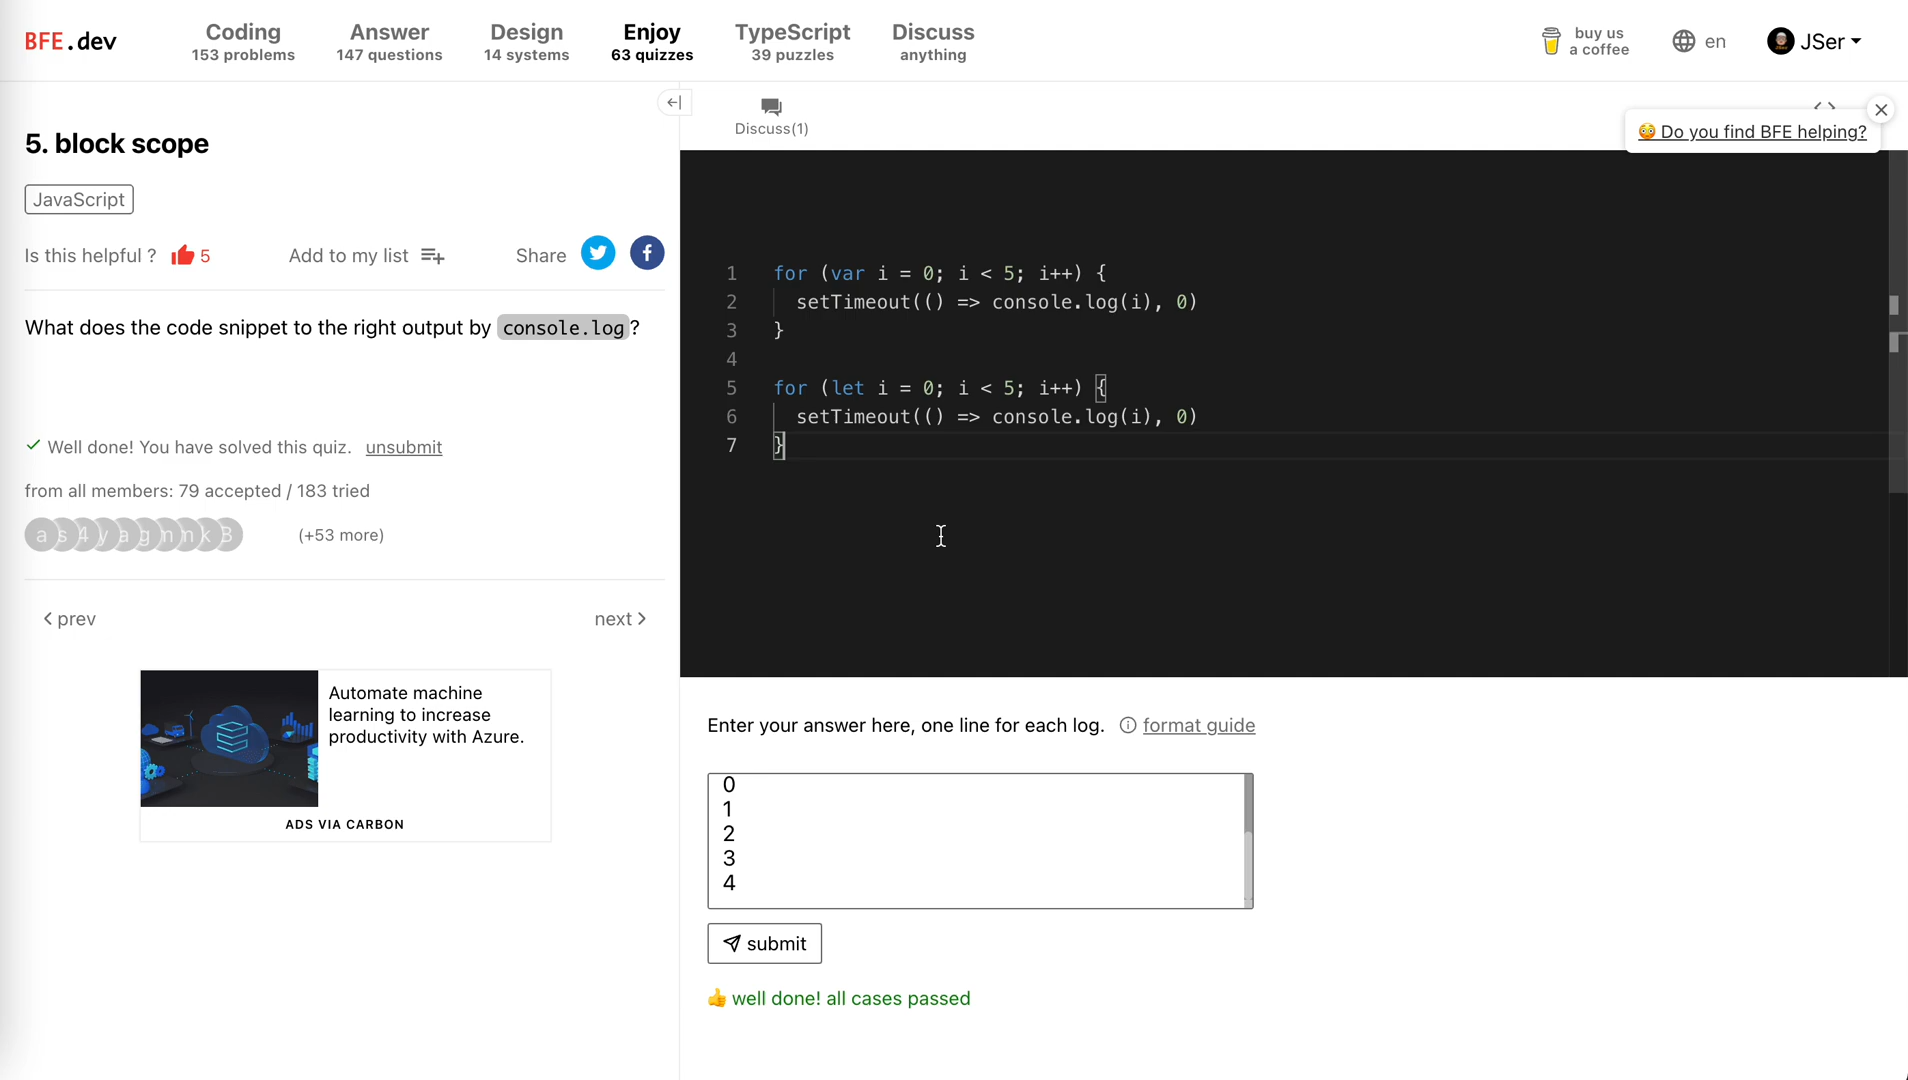 BFE.dev
Coding
153 problems
Answer
147 questions
Design
14 systems
Enjoy
63 quizzes
TypeScript
39 puzzles
Discuss
anything
buy us
a coffee
en
JSer
5. block scope
JavaScript
Is this helpful ? 5
Add to my list
Share
What does the code snippet to the right output by console.log?
Well done! You have solved this quiz. unsubmit
from all members: 79 accepted / 183 tried
a s 4 y a g m n k B (+53 more)
prev
next
Automate machine
learning to increase
productivity with Azure.
ADS VIA CARBON
Discuss(1)
😳 Do you find BFE helping?
1 for (var i = 0; i < 5; i++) {
2 setTimeout(() => console.log(i), 0)
3 }
4
5 for (let i = 0; i < 5; i++) {
6 setTimeout(() => console.log(i), 0)
7 }
Enter your answer here, one line for each log. format guide
0
1
2
3
4
submit
👍 well done! all cases passed